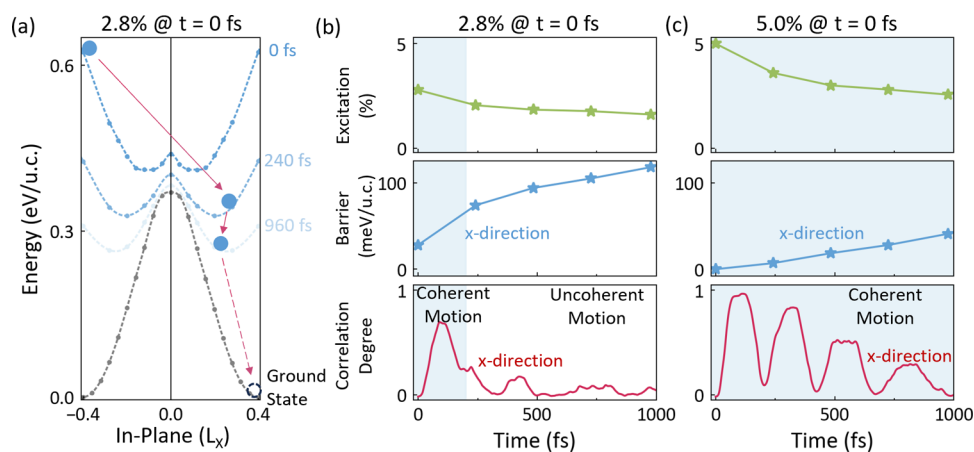 (a)
2.8% @ t = 0 fs
0.6
0.3
0.0
Energy (eV/u.c.)
0 fs
240 fs
960 fs
Ground
State
−0.4
0.0
0.4
In-Plane (Lₓ)
(b)
2.8% @ t = 0 fs
5
0
Excitation
(%)
100
0
Barrier
(meV/u.c.)
x-direction
1
0
Correlation
Degree
Coherent
Motion
Uncoherent
Motion
x-direction
0
500
1000
Time (fs)
(c)
5.0% @ t = 0 fs
5
0
100
0
x-direction
1
0
Coherent
Motion
x-direction
0
500
1000
Time (fs)